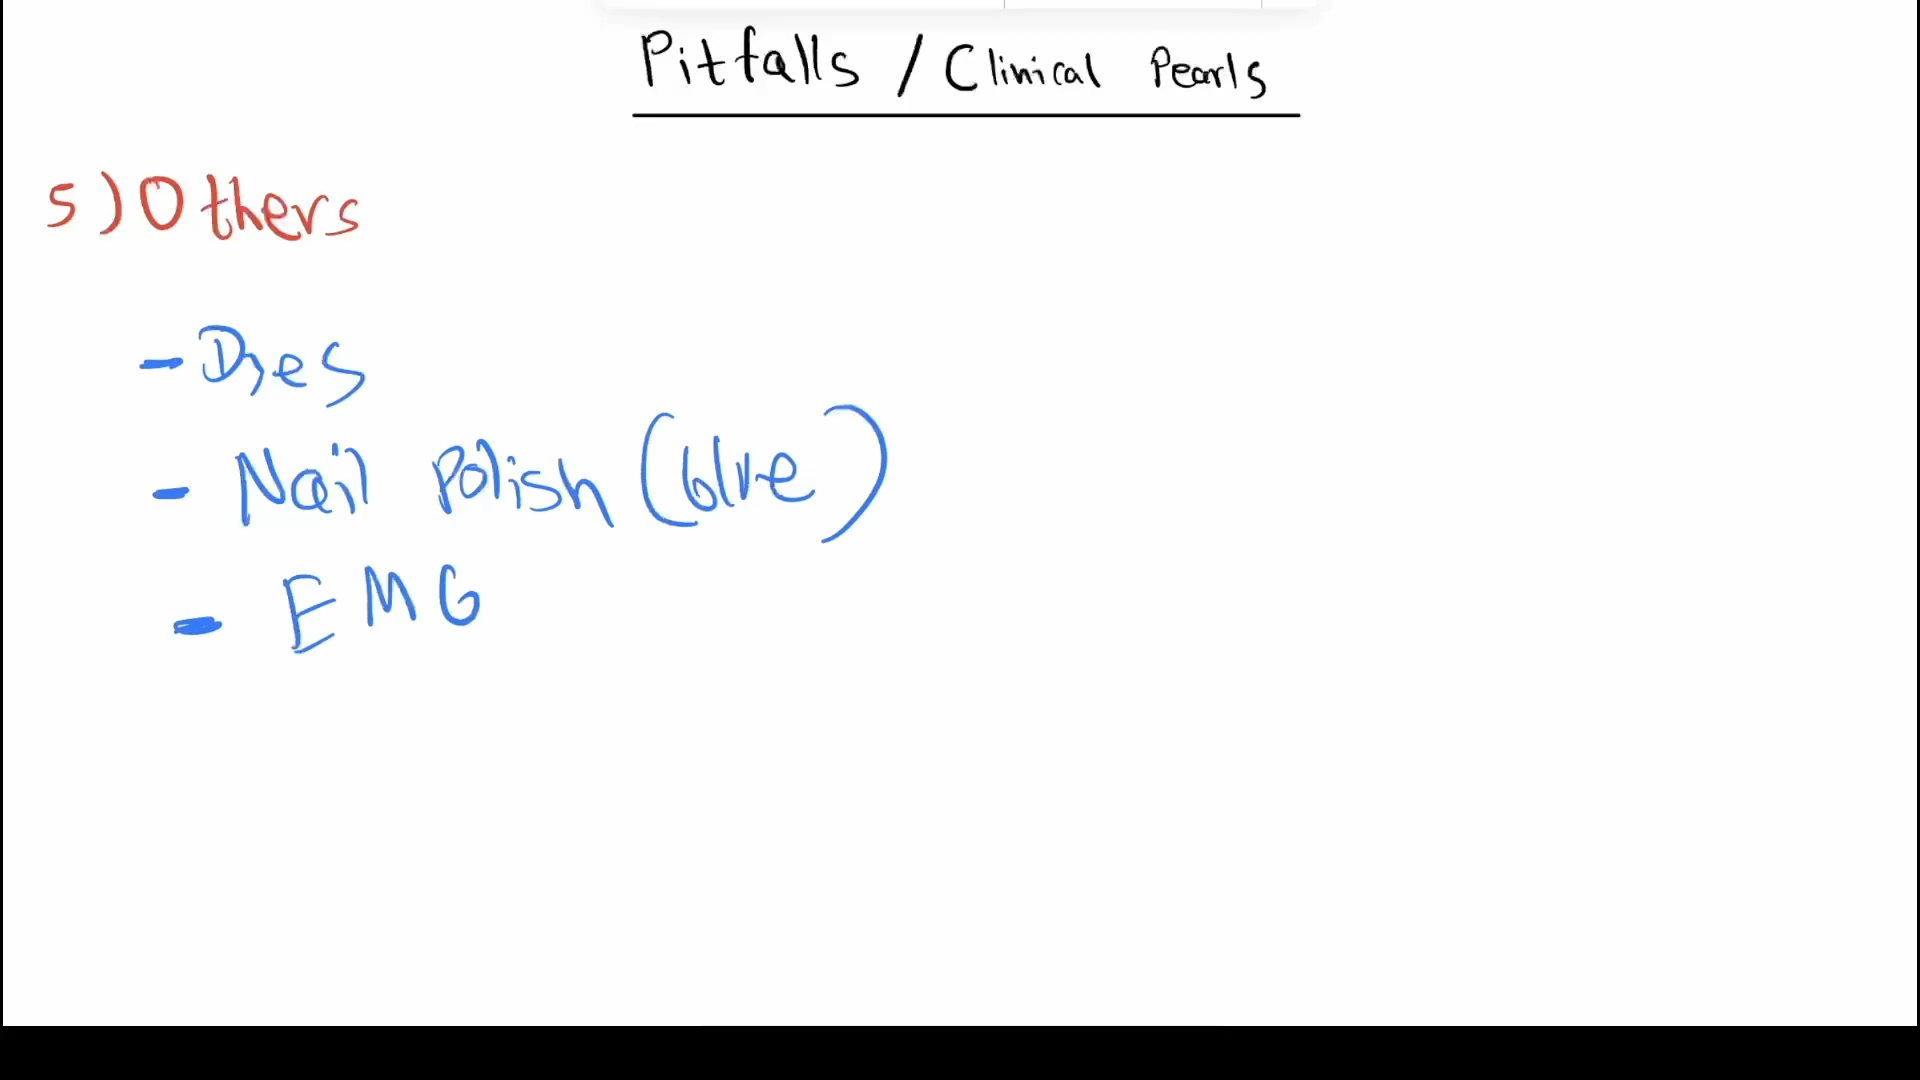 Pitfalls / Clinical Pearls
5) Others
- Dyes
- Nail Polish (blue)
- EMG